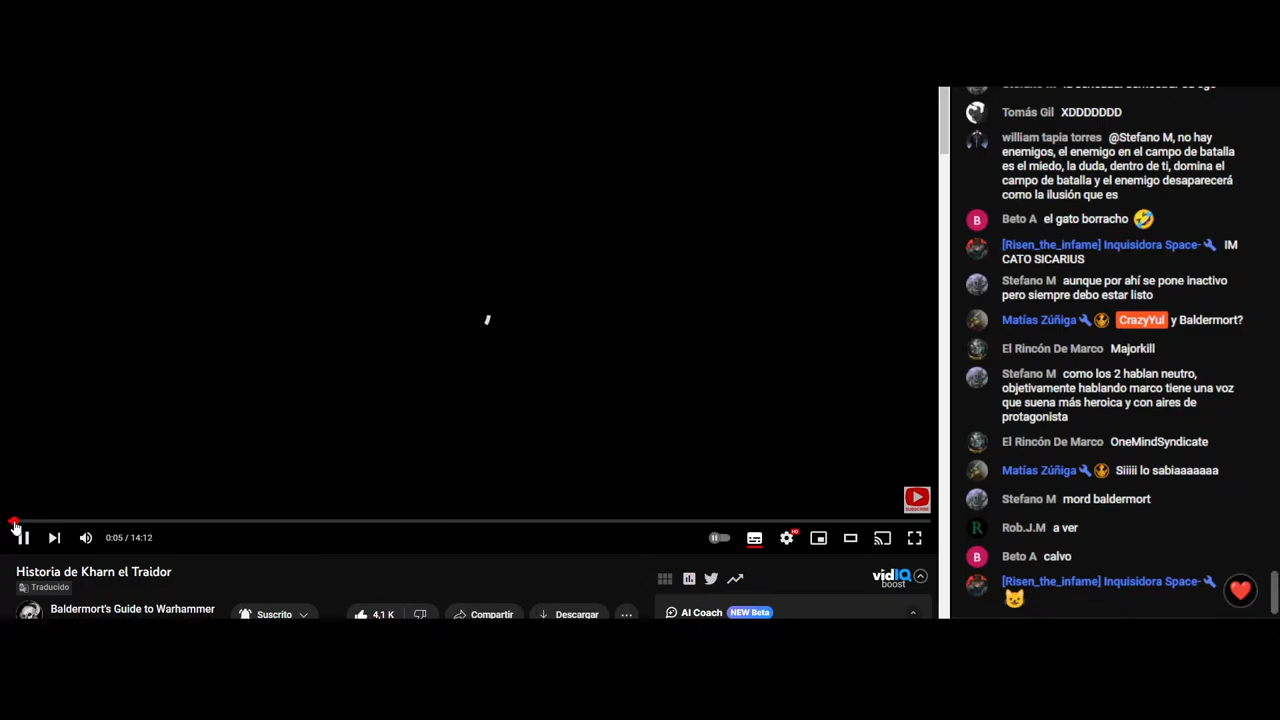 Tomás Gil XDDDDDDD
william tapia torres @Stefano M, no hay
enemigos, el enemigo en el campo de batalla
es el miedo, la duda, dentro de ti, domina el
campo de batalla y el enemigo desaparecerá
como la ilusión que es
B Beto A el gato borracho 🤣
[Risen_the_infame] Inquisidora Space- IM
CATO SICARIUS
Stefano M aunque por ahí se pone inactivo
pero siempre debo estar listo
Matías Zúñiga CrazyYul y Baldermort?
El Rincón De Marco Majorkill
Stefano M como los 2 hablan neutro,
objetivamente hablando marco tiene una voz
que suena más heroica y con aires de
protagonista
El Rincón De Marco OneMindSyndicate
Matías Zúñiga Siiiii lo sabiaaaaaa
Stefano M mord baldermort
R Rob.J.M a ver
B Beto A calvo
[Risen_the_infame] Inquisidora Space-
SUBSCRIBE
0:05 / 14:12
HD
Historia de Kharn el Traidor
Traducido
Baldermort's Guide to Warhammer
Suscrito
4,1 K
Compartir
Descargar
vidIQ
boost
AI Coach NEW Beta